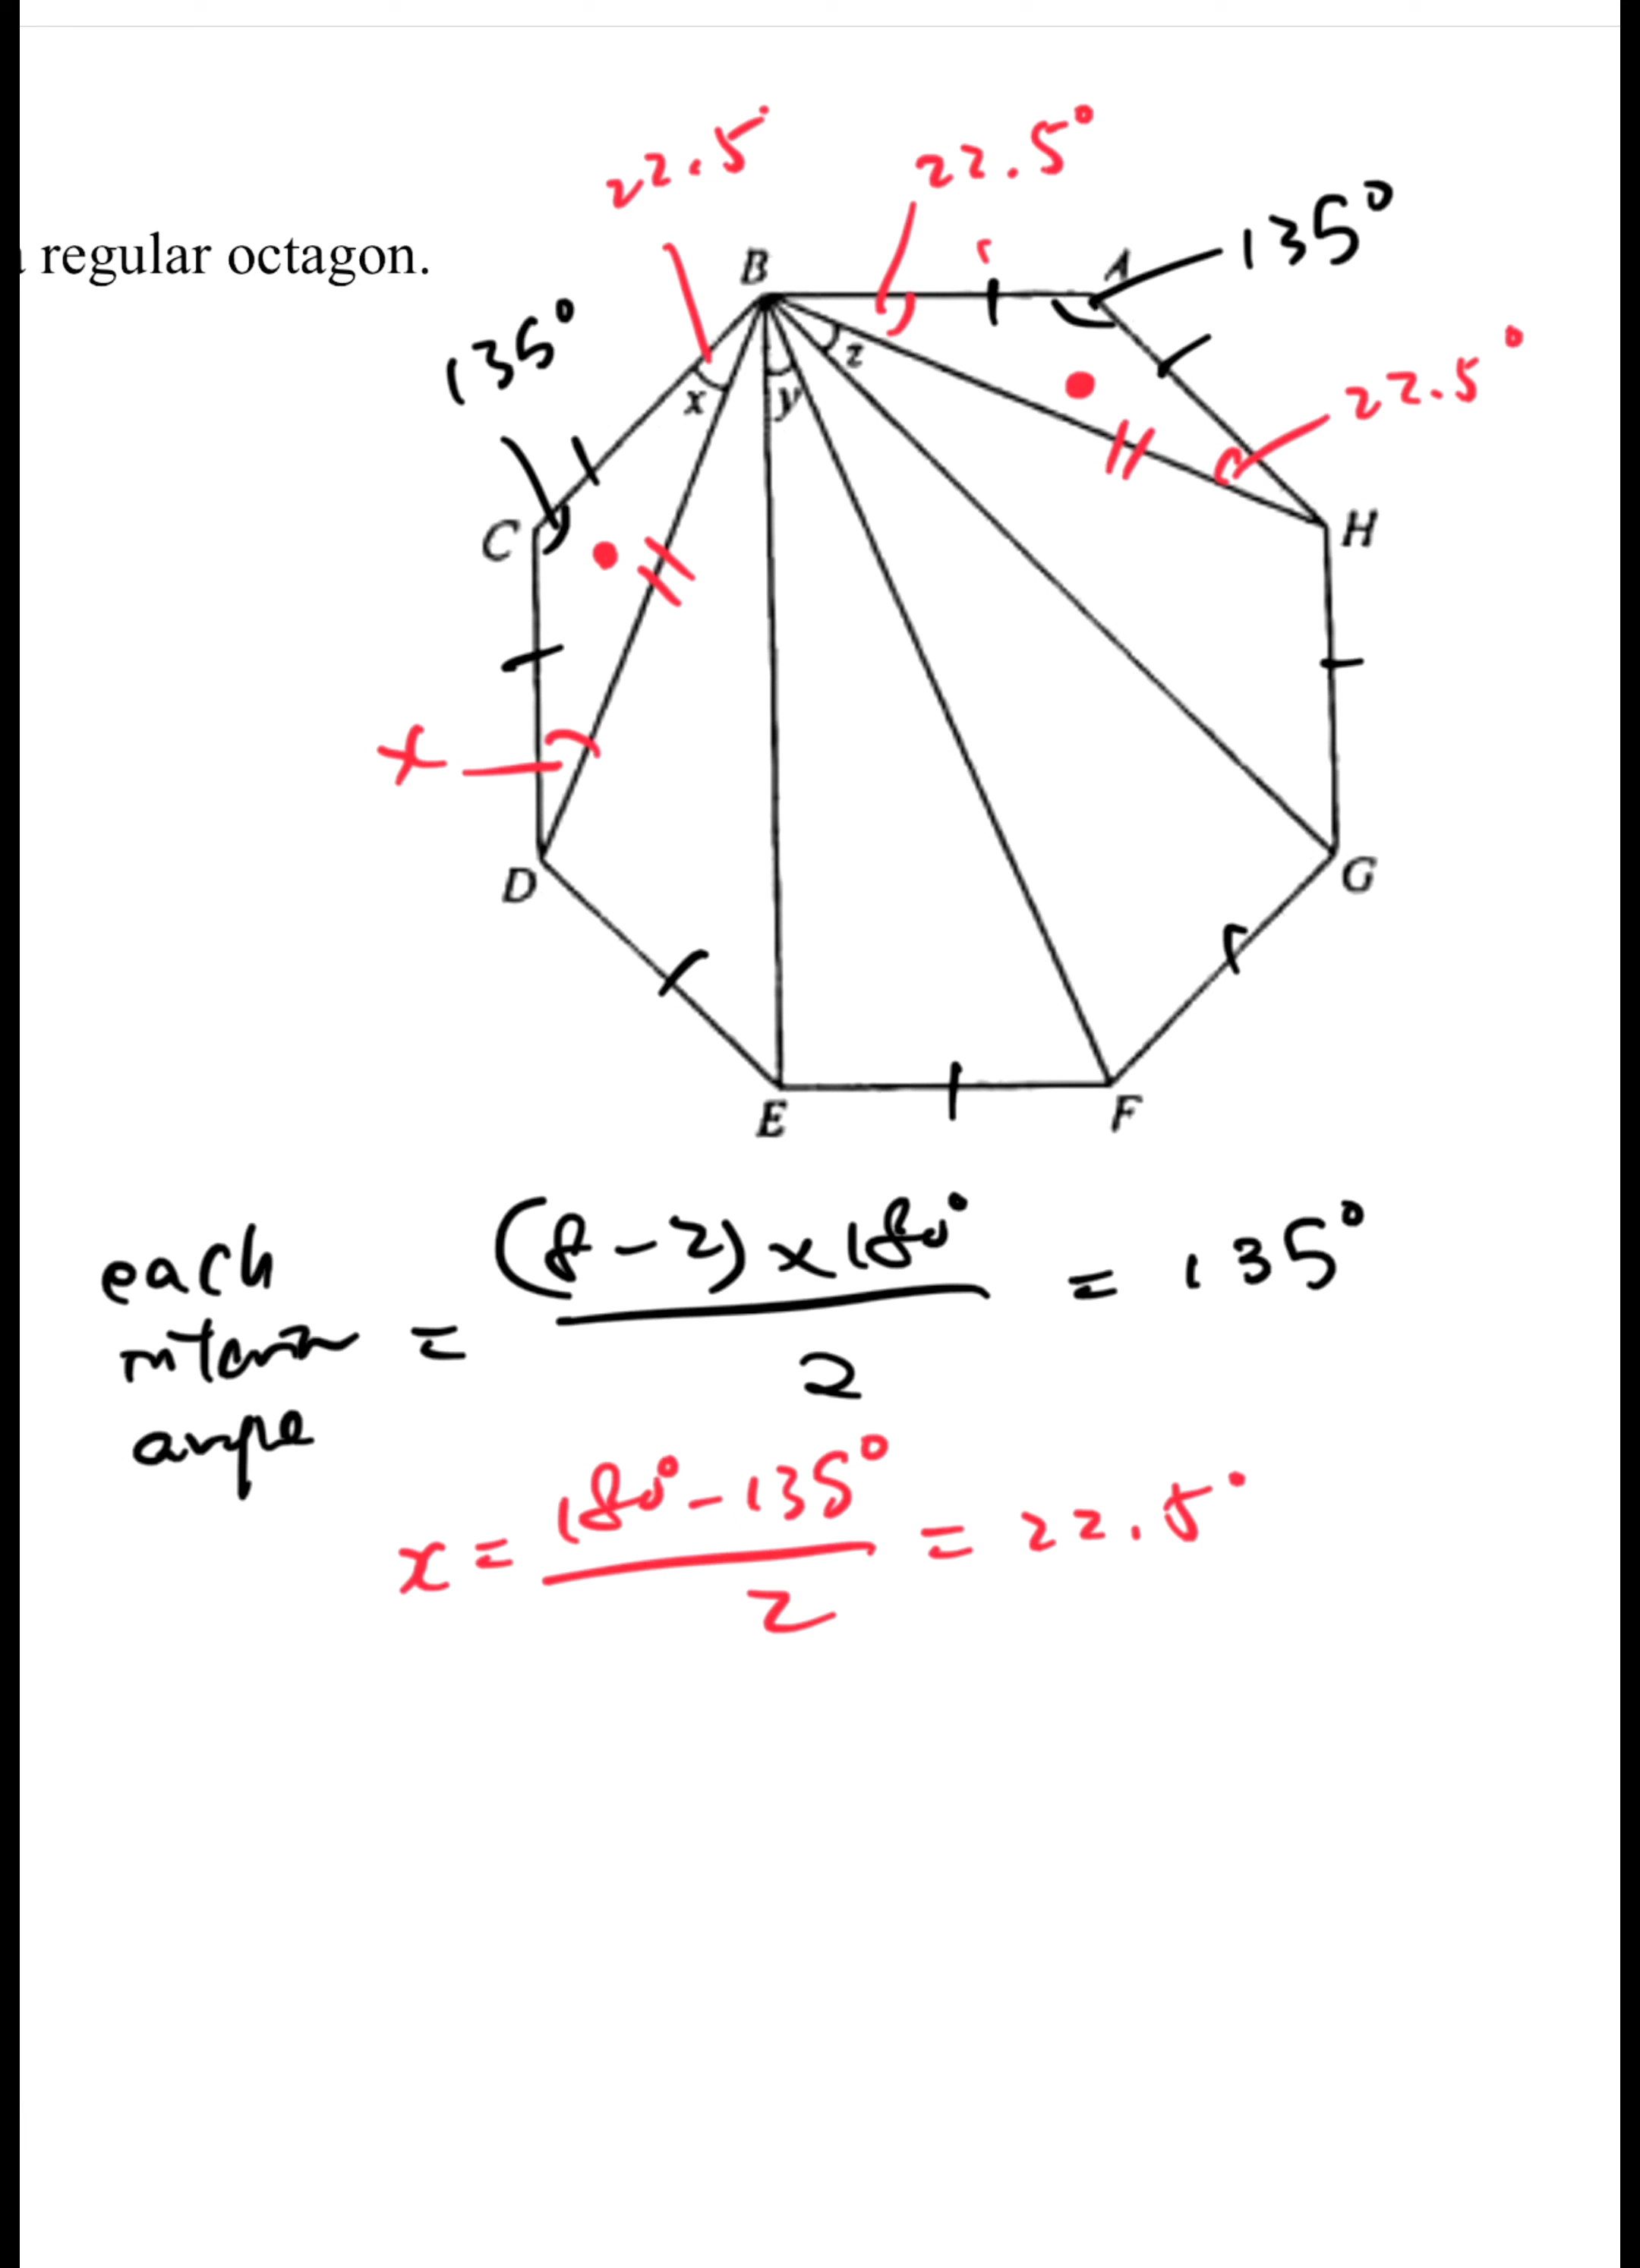 22.5°
22.5°
135°
regular octagon.
B
A
135°
z
22.5°
x
y
C
H
x
D
G
E
F
each interior angle = (8-2)×180° / 2 = 135°
x = 180°-135° / 2 = 22.5°